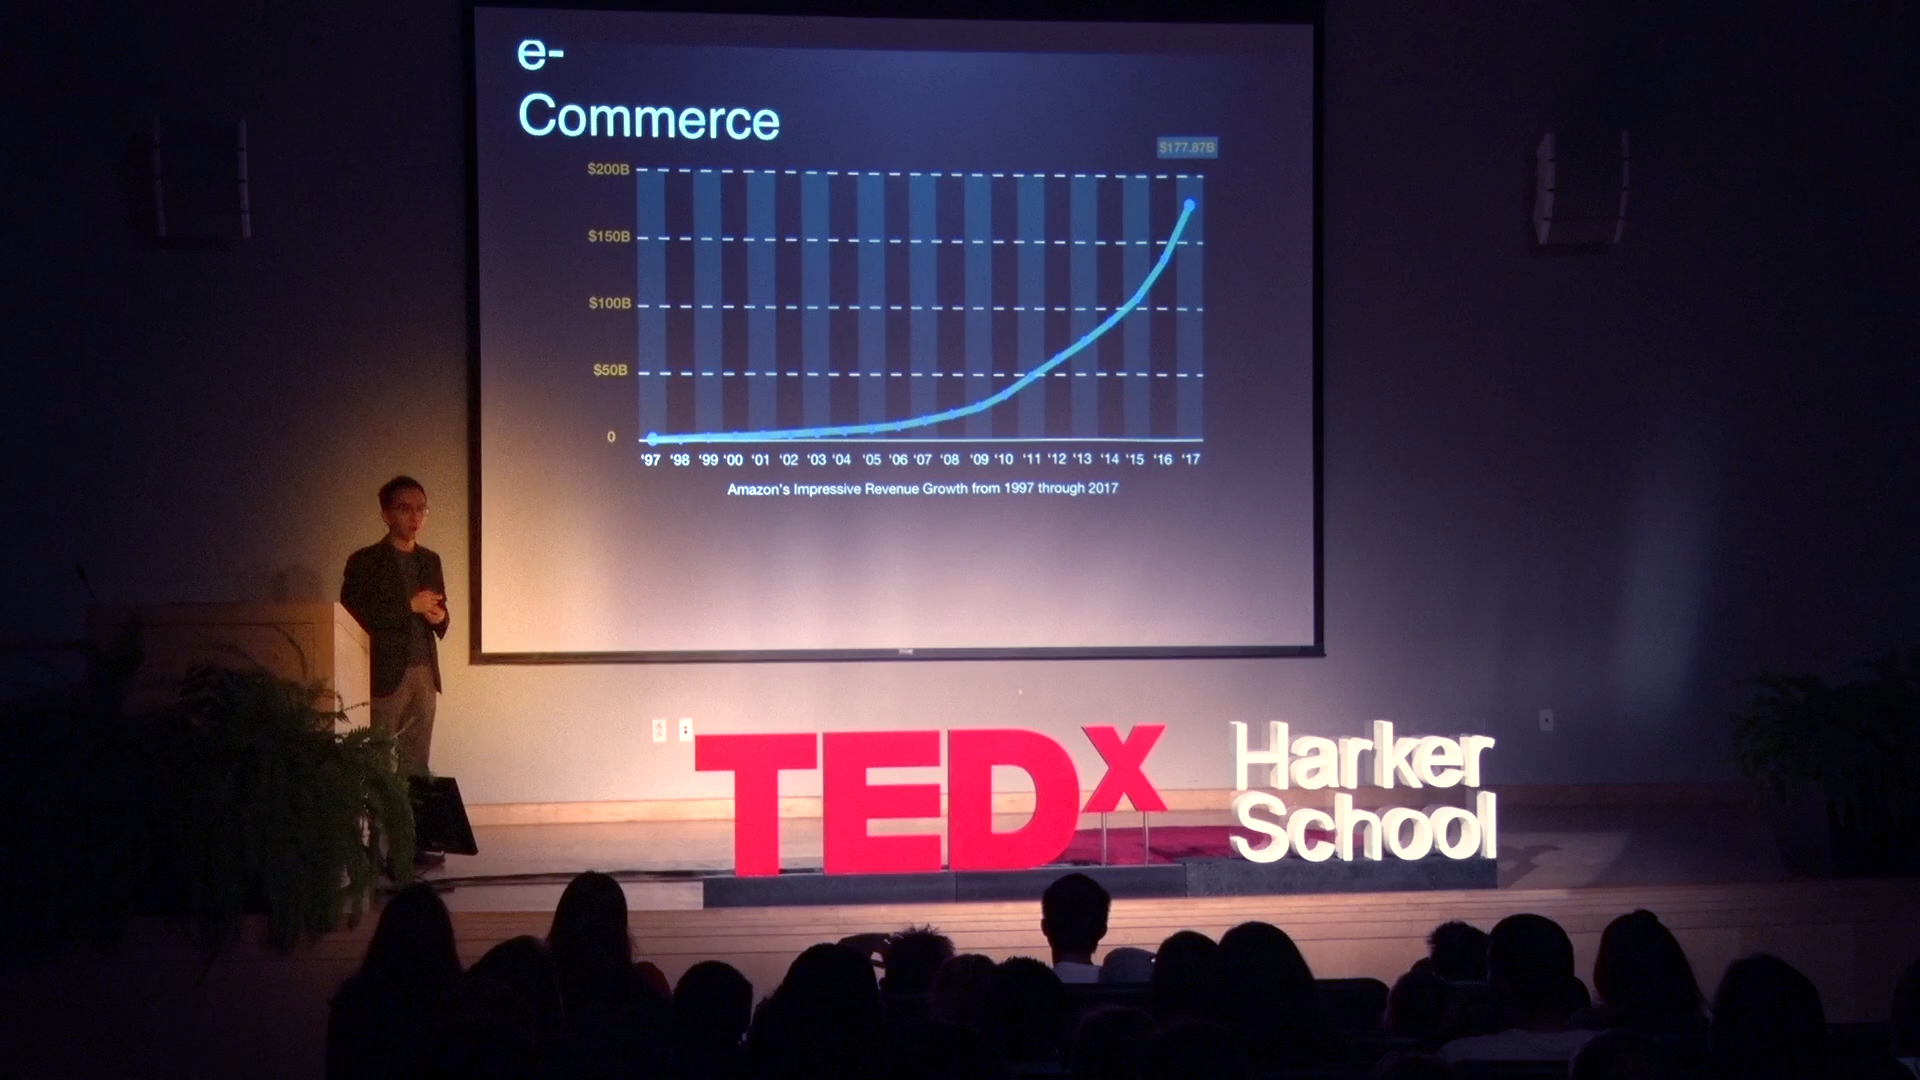 e-
Commerce
$177.87B
$200B
$150B
$100B
$50B
0
'97 '98 '99 '00 '01 '02 '03 '04 '05 '06 '07 '08 '09 '10 '11 '12 '13 '14 '15 '16 '17
Amazon's Impressive Revenue Growth from 1997 through 2017
TEDx
Harker
School